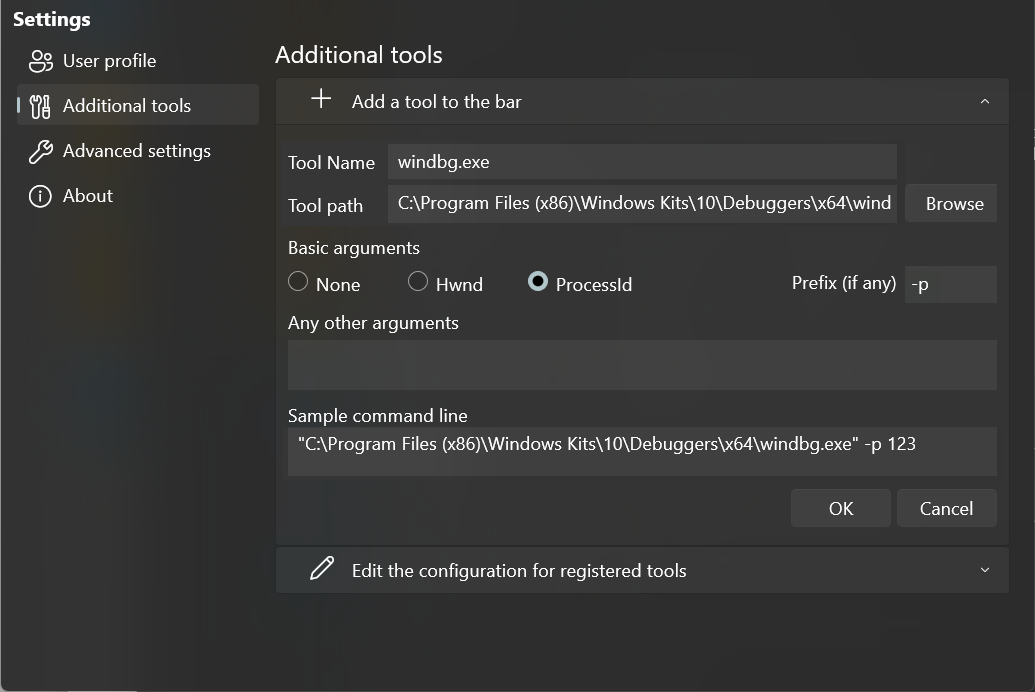 Settings
User profile
Additional tools
Advanced settings
About
Additional tools
Add a tool to the bar
Tool Name windbg.exe
Tool path C:\Program Files (x86)\Windows Kits\10\Debuggers\x64\wind Browse
Basic arguments
None Hwnd ProcessId Prefix (if any) -p
Any other arguments
Sample command line
"C:\Program Files (x86)\Windows Kits\10\Debuggers\x64\windbg.exe" -p 123
OK Cancel
Edit the configuration for registered tools